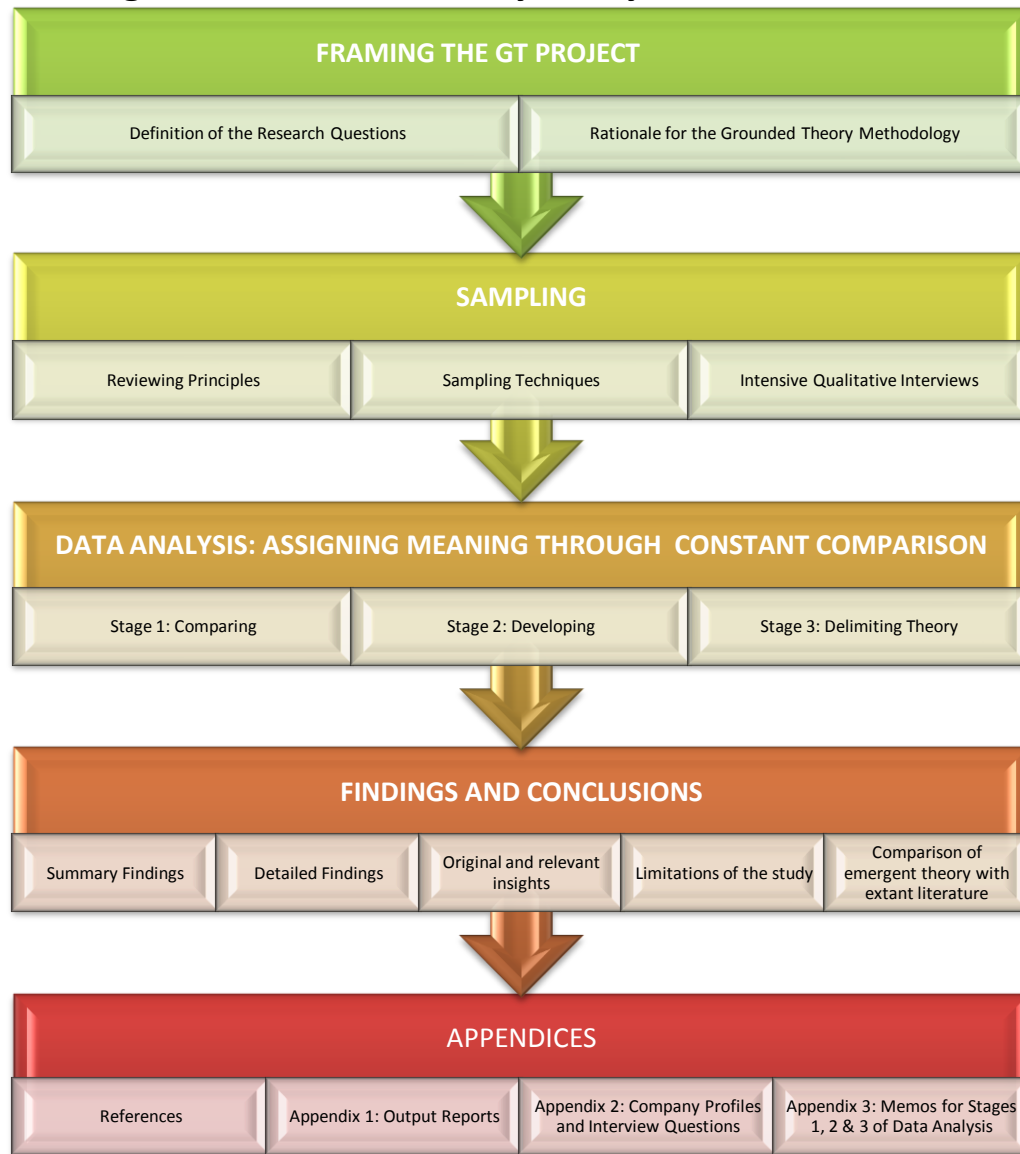 FRAMING THE GT PROJECT
Definition of the Research Questions
Rationale for the Grounded Theory Methodology
SAMPLING
Reviewing Principles
Sampling Techniques
Intensive Qualitative Interviews
DATA ANALYSIS: ASSIGNING MEANING THROUGH CONSTANT COMPARISON
Stage 1: Comparing
Stage 2: Developing
Stage 3: Delimiting Theory
FINDINGS AND CONCLUSIONS
Summary Findings
Detailed Findings
Original and relevant
insights
Limitations of the study
Comparison of
emergent theory with
extant literature
APPENDICES
References
Appendix 1: Output Reports
Appendix 2: Company Profiles
and Interview Questions
Appendix 3: Memos for Stages
1, 2 & 3 of Data Analysis